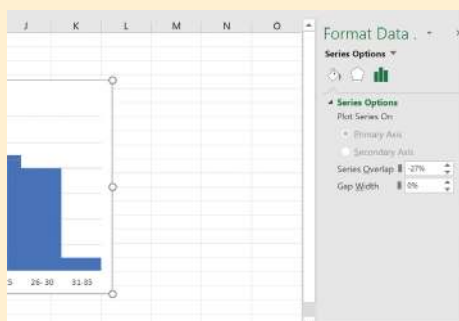 J K L M N O
Format Data .
Series Options
Series Options
Plot Series On
Primary Axis
Secondary Axis
Series Overlap -27%
Gap Width 0%
5 26-30 31-35